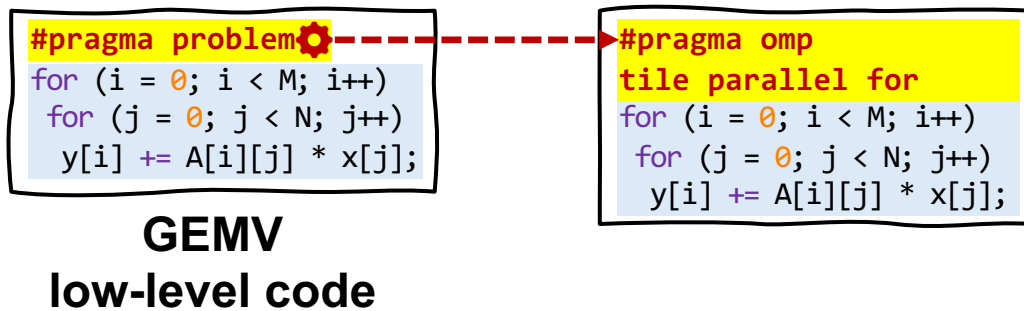 #pragma problem
for (i = 0; i < M; i++)
for (j = 0; j < N; j++)
y[i] += A[i][j] * x[j];
GEMV
low-level code
#pragma omp
tile parallel for
for (i = 0; i < M; i++)
for (j = 0; j < N; j++)
y[i] += A[i][j] * x[j];